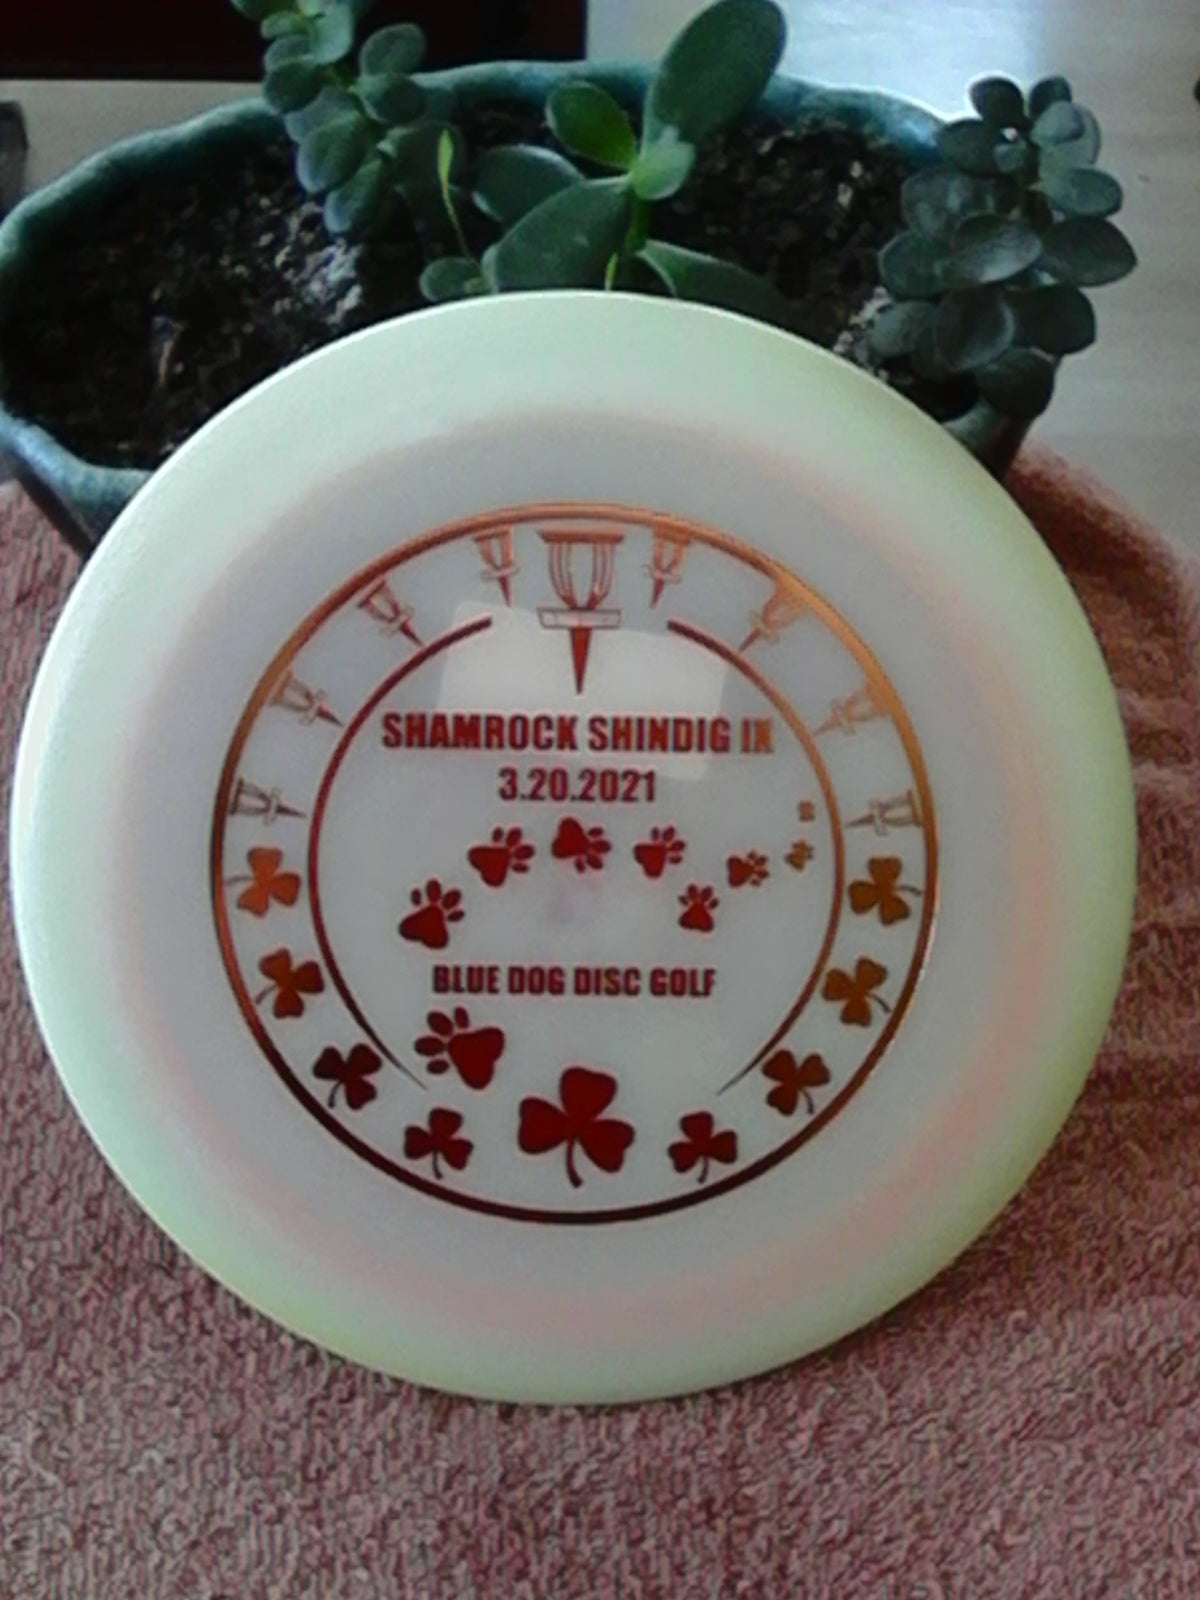 SHAMROCK SHINDIG IX
3.20.2021
BLUE DOG DISC GOLF